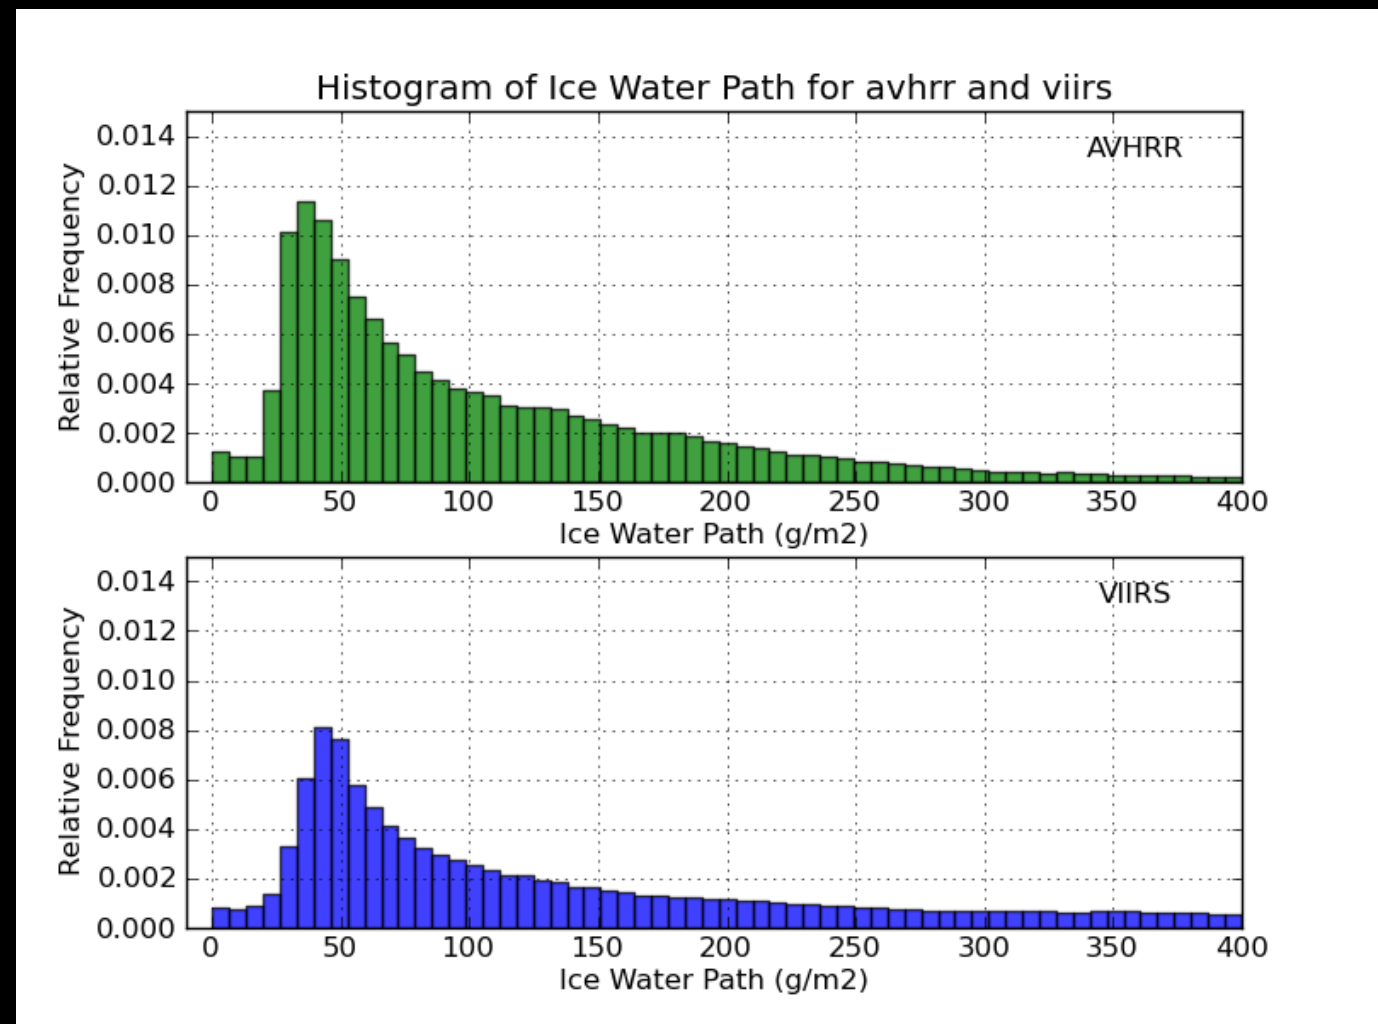 Histogram of Ice Water Path for avhrr and viirs
AVHRR
Relative Frequency
0.014
0.012
0.010
0.008
0.006
0.004
0.002
0.000
0 50 100 150 200 250 300 350 400
Ice Water Path (g/m2)
VIIRS
Relative Frequency
0.014
0.012
0.010
0.008
0.006
0.004
0.002
0.000
0 50 100 150 200 250 300 350 400
Ice Water Path (g/m2)